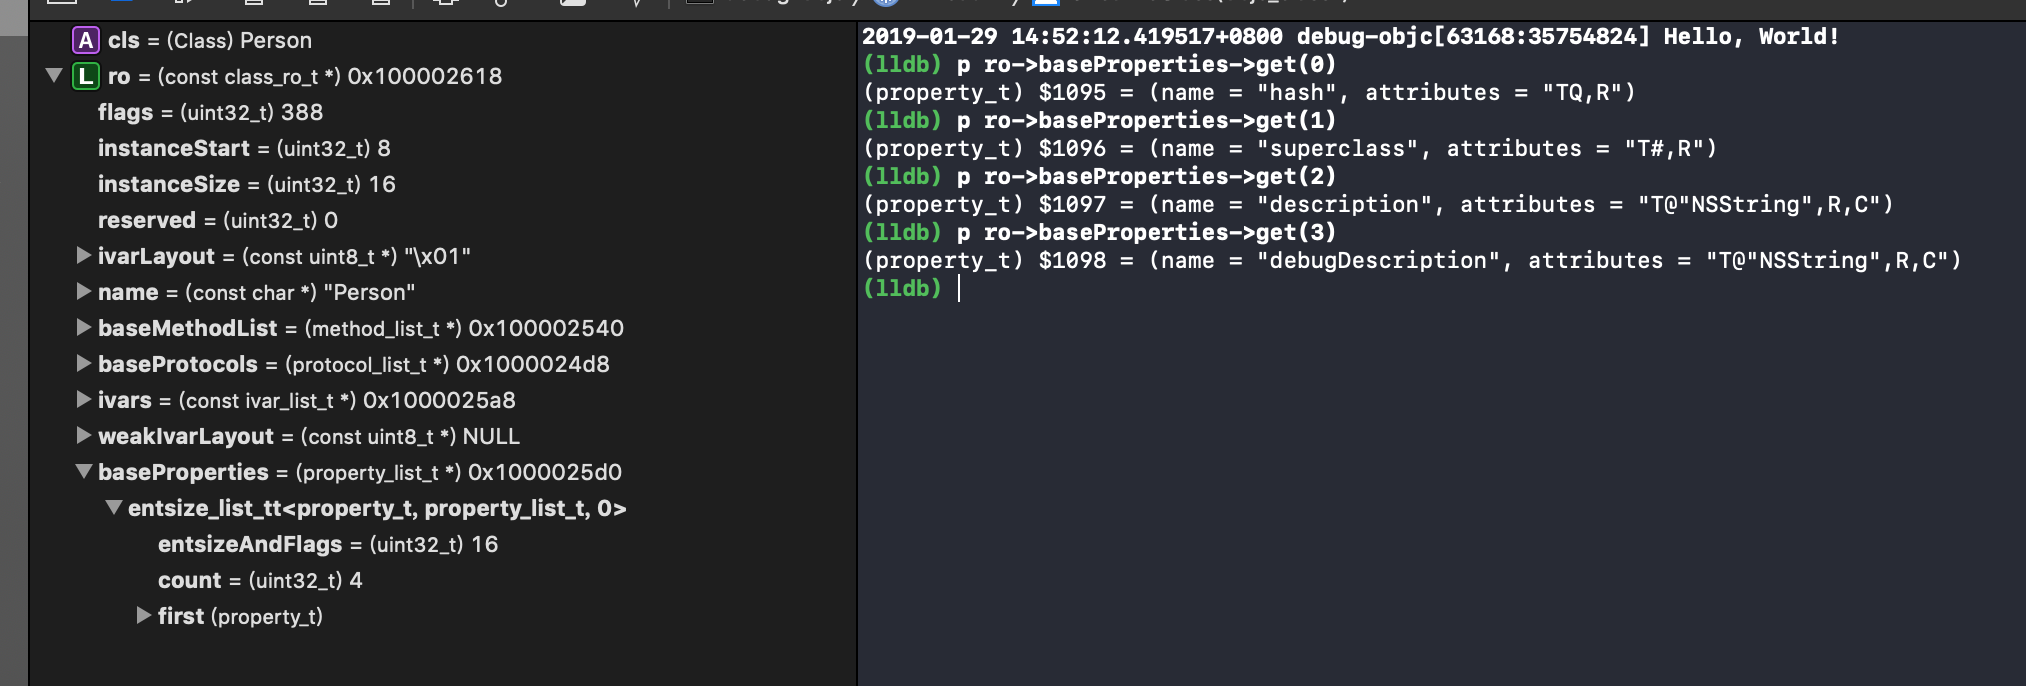 A cls = (Class) Person
L ro = (const class_ro_t *) 0x100002618
flags = (uint32_t) 388
instanceStart = (uint32_t) 8
instanceSize = (uint32_t) 16
reserved = (uint32_t) 0
ivarLayout = (const uint8_t *) "\x01"
name = (const char *) "Person"
baseMethodList = (method_list_t *) 0x100002540
baseProtocols = (protocol_list_t *) 0x1000024d8
ivars = (const ivar_list_t *) 0x1000025a8
weakIvarLayout = (const uint8_t *) NULL
baseProperties = (property_list_t *) 0x1000025d0
entsize_list_tt<property_t, property_list_t, 0>
entsizeAndFlags = (uint32_t) 16
count = (uint32_t) 4
first (property_t)
2019-01-29 14:52:12.419517+0800 debug-objc[63168:35754824] Hello, World!
(lldb) p ro->baseProperties->get(0)
(property_t) $1095 = (name = "hash", attributes = "TQ,R")
(lldb) p ro->baseProperties->get(1)
(property_t) $1096 = (name = "superclass", attributes = "T#,R")
(lldb) p ro->baseProperties->get(2)
(property_t) $1097 = (name = "description", attributes = "T@"NSString",R,C")
(lldb) p ro->baseProperties->get(3)
(property_t) $1098 = (name = "debugDescription", attributes = "T@"NSString",R,C")
(lldb)